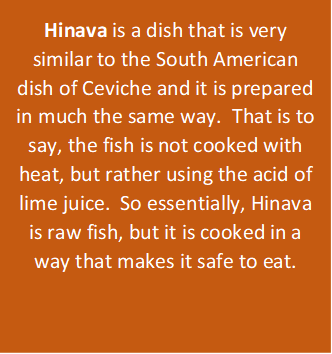 Hinava is a dish that is very
similar to the South American
dish of Ceviche and it is prepared
in much the same way.  That is to
say, the fish is not cooked with
heat, but rather using the acid of
lime juice.  So essentially, Hinava
is raw fish, but it is cooked in a
way that makes it safe to eat.